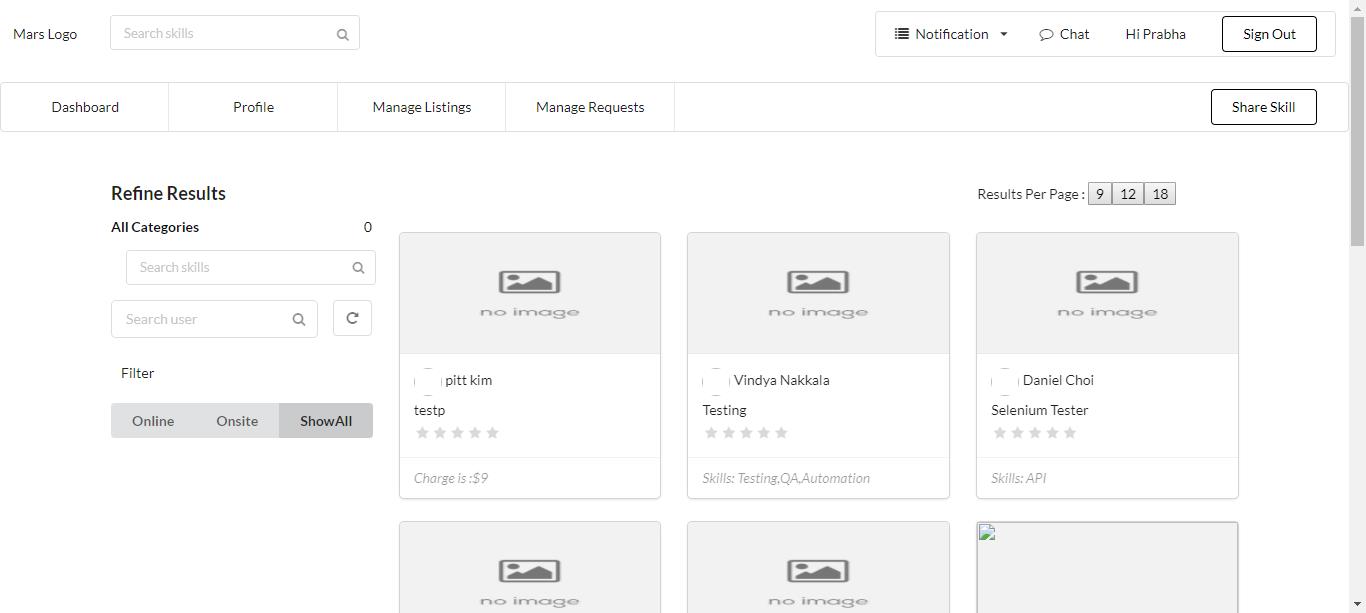 Mars Logo Search skills Notification Chat Hi Prabha Sign Out
Dashboard Profile Manage Listings Manage Requests Share Skill
Refine Results
Results Per Page : 9 12 18
All Categories 0
Search skills
Search user
Filter
Online Onsite ShowAll
no image
pitt kim
testp
Charge is :$9
no image
Vindya Nakkala
Testing
Skills: Testing,QA,Automation
no image
Daniel Choi
Selenium Tester
Skills: API
no image
no image